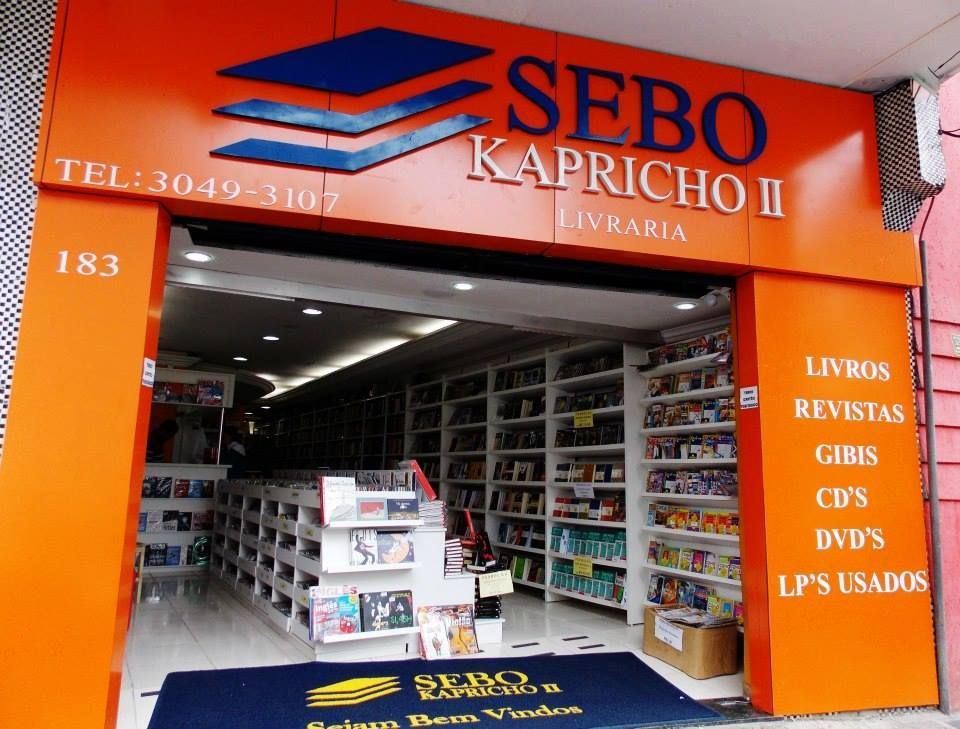 SEBO
KAPRICHO II
LIVRARIA
TEL: 3049-3107
183
LIVROS
REVISTAS
GIBIS
CD'S
DVD'S
LP'S USADOS
INGLÊS
SEBO
KAPRICHO II
Sejam Bem Vindos